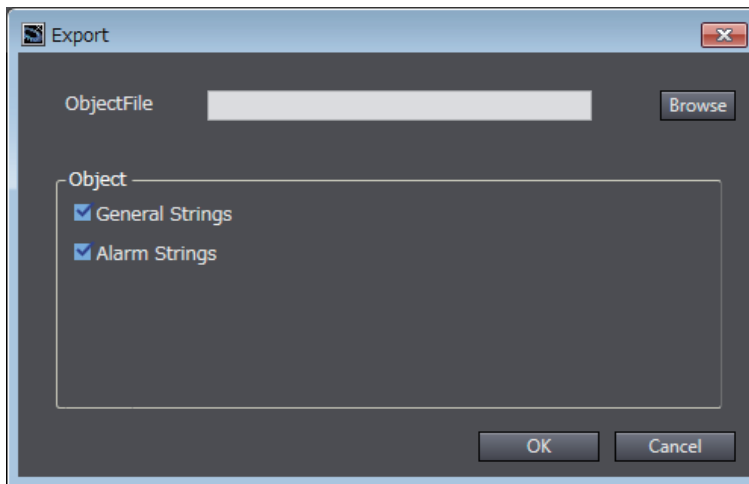 Export
ObjectFile Browse
Object
General Strings
Alarm Strings
OK Cancel